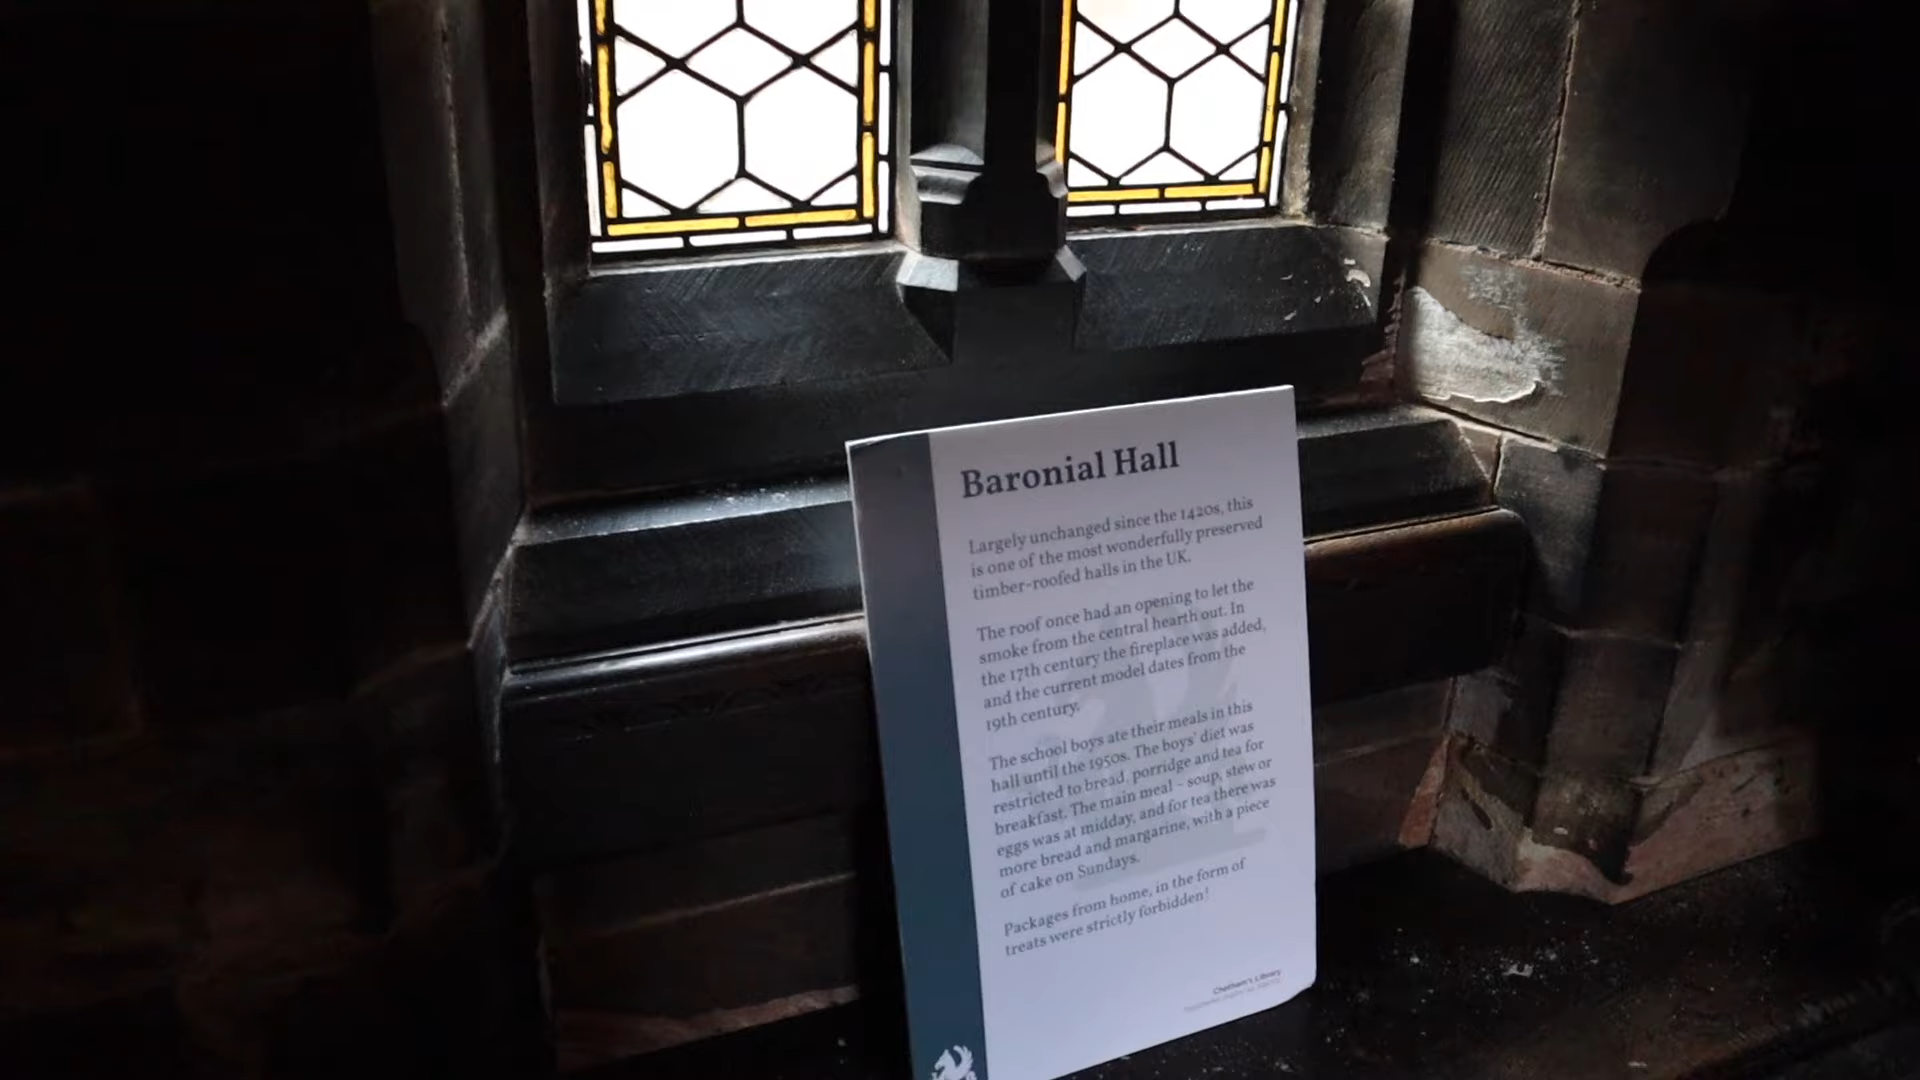 Baronial Hall
Largely unchanged since the 1420s, this
is one of the most wonderfully preserved
timber-roofed halls in the UK.
The roof once had an opening to let the
smoke from the central hearth out. In
the 17th century the fireplace was added,
and the current model dates from the
19th century.
The school boys ate their meals in this
hall until the 1950s. The boys' diet was
restricted to bread, porridge and tea for
breakfast. The main meal – soup, stew or
eggs was at midday, and for tea there was
more bread and margarine, with a piece
of cake on Sundays.
Packages from home, in the form of
treats were strictly forbidden!
Chetham's Library